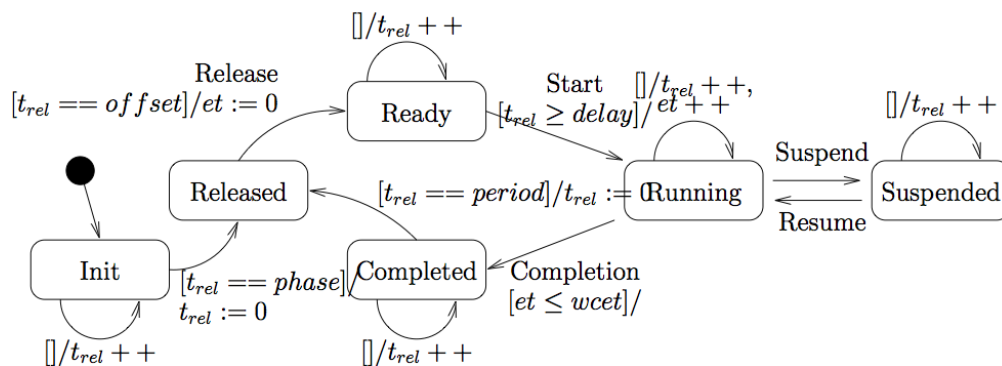 []/t_rel + +
Release
[t_rel == offset]/et := 0
Ready
Start
[t_rel ≥ delay]/
[]/t_rel + +,
et + +
[]/t_rel + +
Released
[t_rel == period]/t_rel := 0
Running
Suspend
Resume
Suspended
Init
[t_rel == phase]/
t_rel := 0
Completed
Completion
[et ≤ wcet]/
[]/t_rel + +
[]/t_rel + +